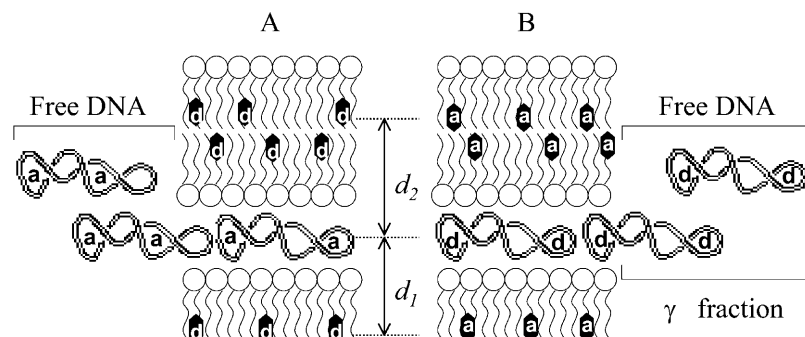 A B
Free DNA Free DNA
d d d a a a
d d d a a a
a a d d
d₂
a a a a d d d d
d₁
γ fraction
d d d a a a